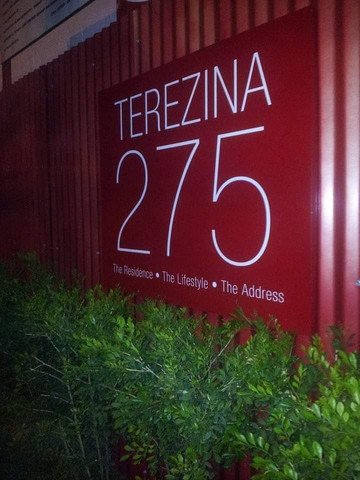 TEREZINA
275
The Residence • The Lifestyle • The Address